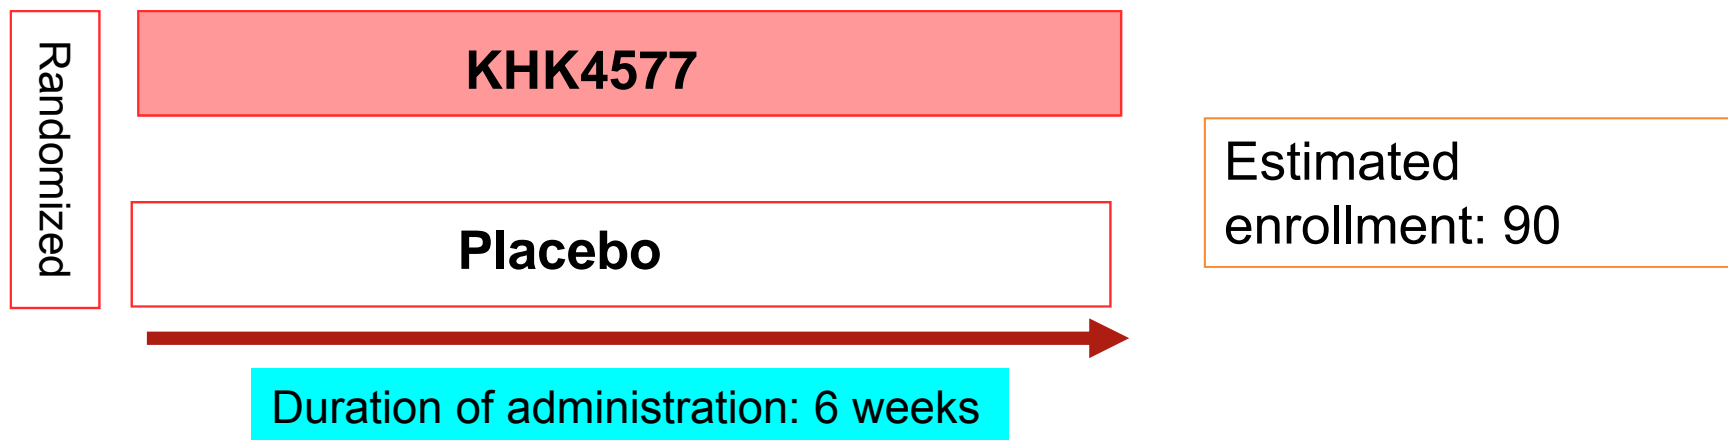 Randomized
KHK4577
Placebo
Duration of administration: 6 weeks
Estimated
enrollment: 90